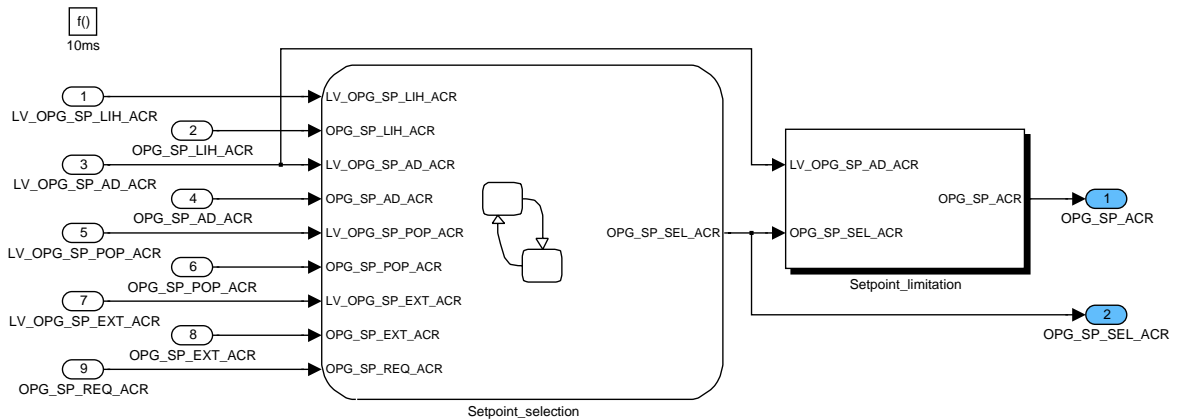 f()
10ms
1
LV_OPG_SP_LIH_ACR
2
OPG_SP_LIH_ACR
3
LV_OPG_SP_AD_ACR
4
OPG_SP_AD_ACR
5
LV_OPG_SP_POP_ACR
6
OPG_SP_POP_ACR
7
LV_OPG_SP_EXT_ACR
8
OPG_SP_EXT_ACR
9
OPG_SP_REQ_ACR
LV_OPG_SP_LIH_ACR
OPG_SP_LIH_ACR
LV_OPG_SP_AD_ACR
OPG_SP_AD_ACR
LV_OPG_SP_POP_ACR
OPG_SP_POP_ACR
LV_OPG_SP_EXT_ACR
OPG_SP_EXT_ACR
OPG_SP_REQ_ACR
OPG_SP_SEL_ACR
Setpoint_selection
LV_OPG_SP_AD_ACR
OPG_SP_SEL_ACR
OPG_SP_ACR
Setpoint_limitation
1
OPG_SP_ACR
2
OPG_SP_SEL_ACR